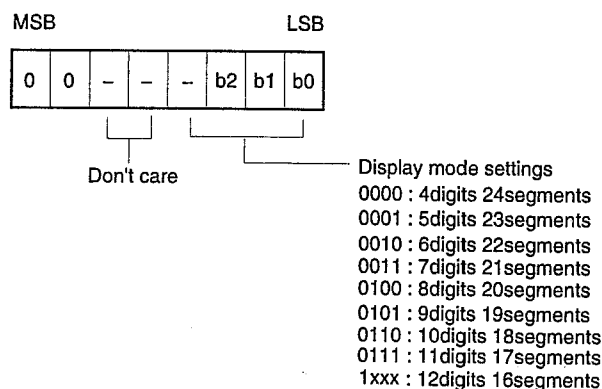 MSB LSB
0 0 – – – b2 b1 b0
Don't care
Display mode settings
0000 : 4digits 24segments
0001 : 5digits 23segments
0010 : 6digits 22segments
0011 : 7digits 21segments
0100 : 8digits 20segments
0101 : 9digits 19segments
0110 : 10digits 18segments
0111 : 11digits 17segments
1xxx : 12digits 16segments